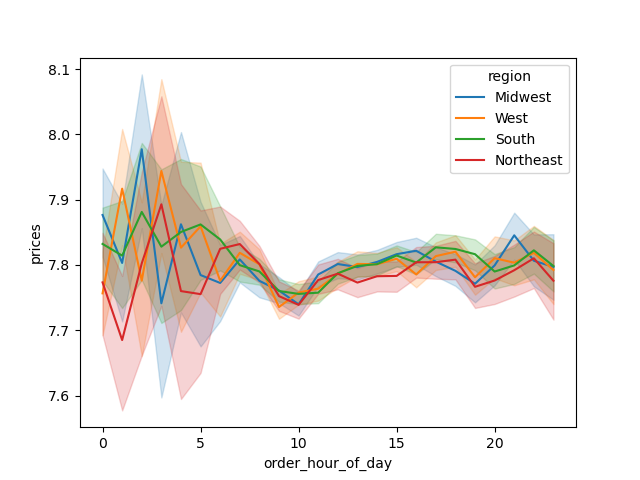 8.1
8.0
7.9
7.8
7.7
7.6
prices
region
Midwest
West
South
Northeast
0 5 10 15 20
order_hour_of_day